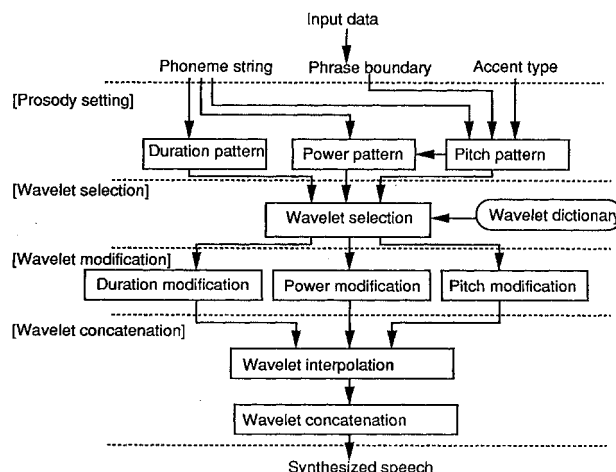 Input data
Phoneme string Phrase boundary Accent type
[Prosody setting]
Duration pattern Power pattern Pitch pattern
[Wavelet selection]
Wavelet selection Wavelet dictionary
[Wavelet modification]
Duration modification Power modification Pitch modification
[Wavelet concatenation]
Wavelet interpolation
Wavelet concatenation
Synthesized speech